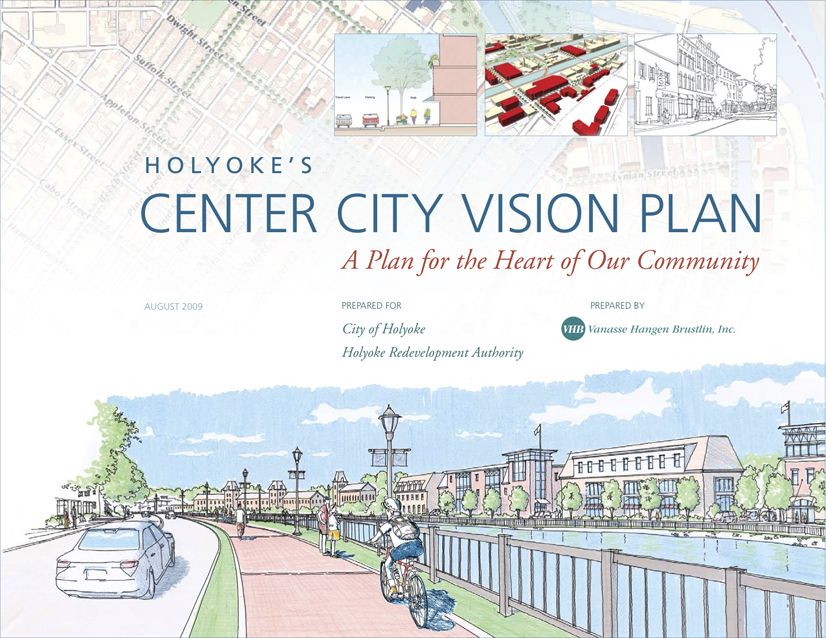 Dwight Street
Suffolk Street
Appleton Street
Essex Street
Cabot Street
HOLYOKE'S
CENTER CITY VISION PLAN
A Plan for the Heart of Our Community
AUGUST 2009
PREPARED FOR
City of Holyoke
Holyoke Redevelopment Authority
PREPARED BY
VHB Vanasse Hangen Brustlin, Inc.